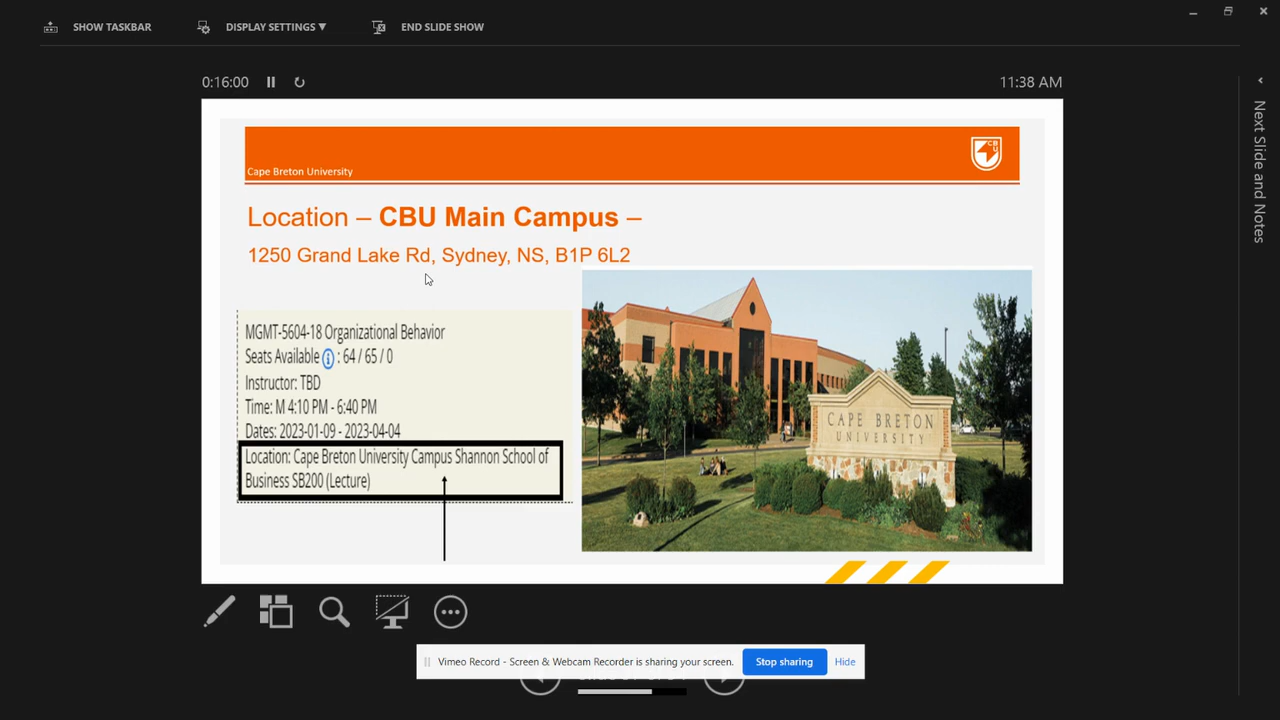 SHOW TASKBAR
DISPLAY SETTINGS ▼
END SLIDE SHOW
0:16:00
11:38 AM
Next Slide and Notes
Cape Breton University
CBU
Location – CBU Main Campus –
1250 Grand Lake Rd, Sydney, NS, B1P 6L2
MGMT-5604-18 Organizational Behavior
Seats Available i : 64 / 65 / 0
Instructor: TBD
Time: M 4:10 PM - 6:40 PM
Dates: 2023-01-09 - 2023-04-04
Location: Cape Breton University Campus Shannon School of
Business SB200 (Lecture)
CAPE BRETON
UNIVERSITY
Vimeo Record - Screen & Webcam Recorder is sharing your screen.
Stop sharing
Hide